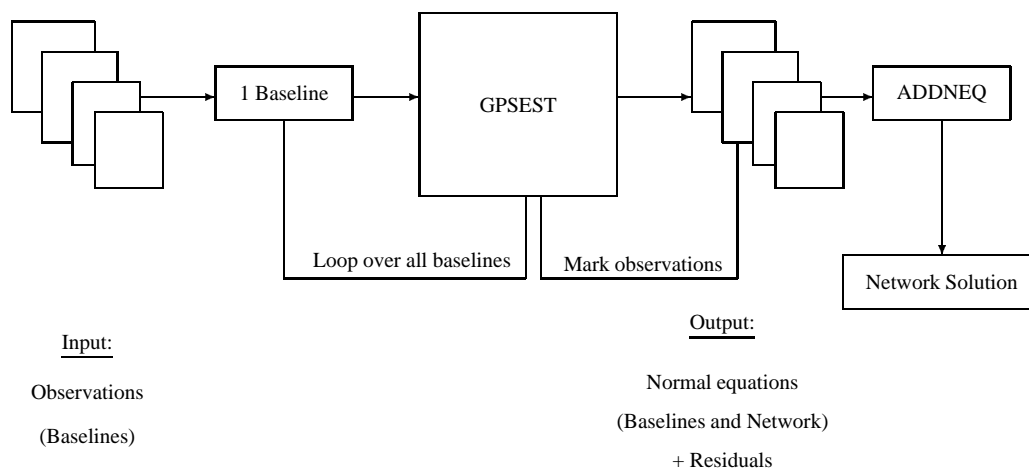 1 Baseline
GPSEST
ADDNEQ
Loop over all baselines
Mark observations
Network Solution
Input:
Observations
(Baselines)
Output:
Normal equations
(Baselines and Network)
+ Residuals